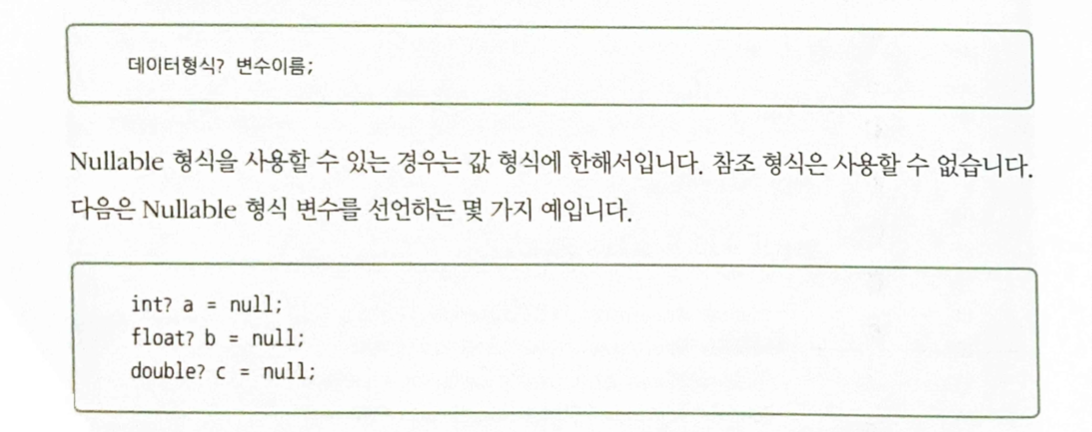 데이터형식? 변수이름;
Nullable 형식을 사용할 수 있는 경우는 값 형식에 한해서입니다. 참조 형식은 사용할 수 없습니다.
다음은 Nullable 형식 변수를 선언하는 몇 가지 예입니다.
int? a = null;
float? b = null;
double? c = null;